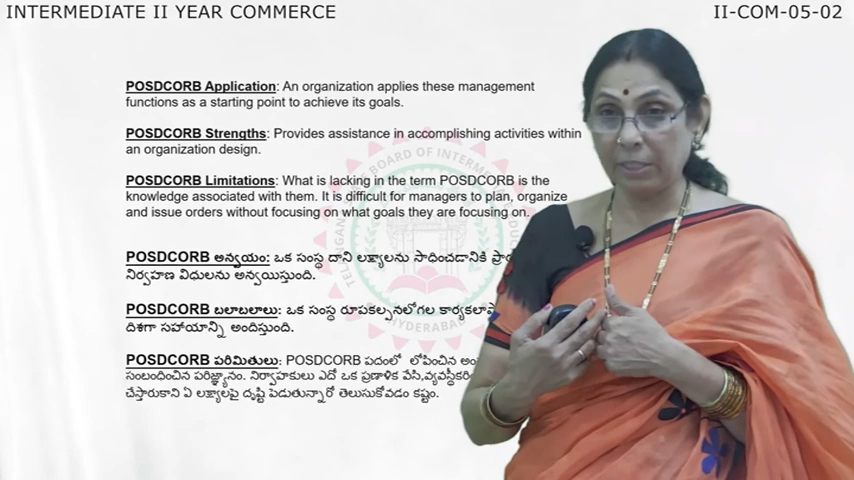 INTERMEDIATE II YEAR COMMERCE
II-COM-05-02
POSDCORB Application: An organization applies these management
functions as a starting point to achieve its goals.
POSDCORB Strengths: Provides assistance in accomplishing activities within
an organization design.
POSDCORB Limitations: What is lacking in the term POSDCORB is the
knowledge associated with them. It is difficult for managers to plan, organize
and issue orders without focusing on what goals they are focusing on.
POSDCORB అన్వయం: ఒక సంస్థ దాని లక్ష్యాలను సాధించడానికి
నిర్వహణ విధులను అన్వయిస్తుంది.
POSDCORB బలాబలాలు: ఒక సంస్థ రూపకల్పనలోగల
దిశగా సహాయాన్ని అందిస్తుంది.
POSDCORB పరిమితులు: POSDCORB పదంలో లోపించిన
సంబంధించిన పరిజ్ఞానం. నిర్వాహకులు ఎదో ఒక ప్రణాళిక వేసి,
చేస్తారుకాని ఏ లక్ష్యాలపై దృష్టి పెడుతున్నారో తెలుసుకోవడం కష్టం.
BOARD OF
HYDERABAD